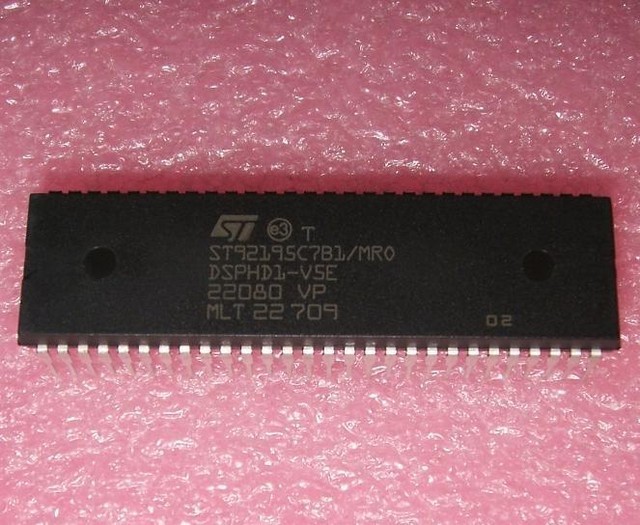 ST e3 T
ST92195C7B1/MR0
DSPHD1-V5E
22080 VP
MLT 22 709
02